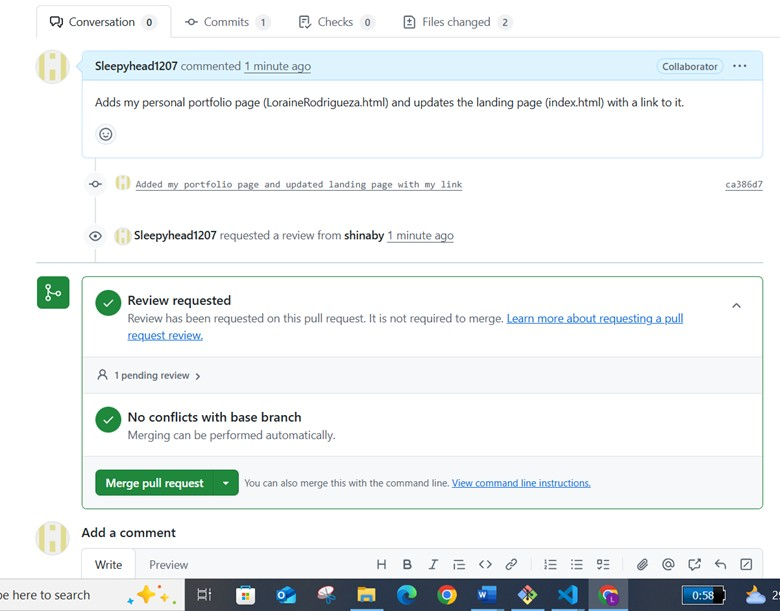 Conversation 0 Commits 1 Checks 0 Files changed 2
Sleepyhead1207 commented 1 minute ago Collaborator
Adds my personal portfolio page (LoraineRodrigueza.html) and updates the landing page (index.html) with a link to it.
Added my portfolio page and updated landing page with my link ca386d7
Sleepyhead1207 requested a review from shinaby 1 minute ago
Review requested
Review has been requested on this pull request. It is not required to merge. Learn more about requesting a pull
request review.
1 pending review
No conflicts with base branch
Merging can be performed automatically.
Merge pull request You can also merge this with the command line. View command line instructions.
Add a comment
Write Preview H B I
e here to search 0:58 2